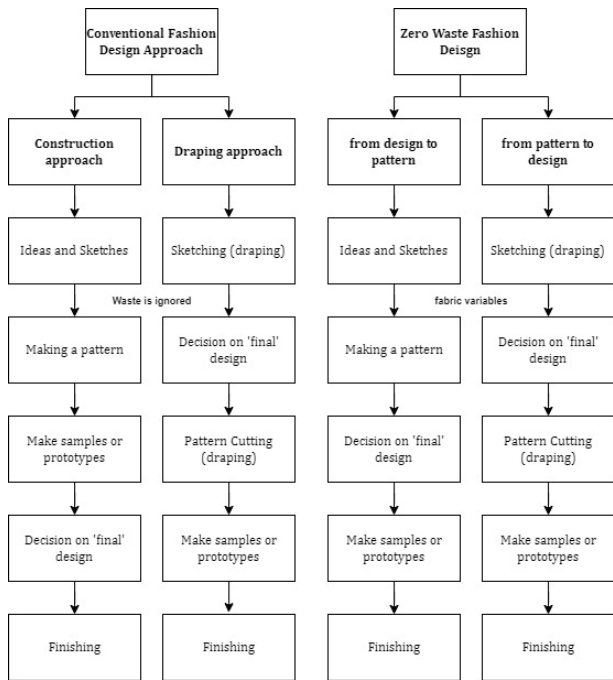 Conventional Fashion
Design Approach
Zero Waste Fashion
Deisgn
Construction
approach
Draping approach
from design to
pattern
from pattern to
design
Ideas and Sketches
Sketching (draping)
Ideas and Sketches
Sketching (draping)
Waste is ignored
fabric variables
Making a pattern
Decision on 'final'
design
Making a pattern
Decision on 'final'
design
Make samples or
prototypes
Pattern Cutting
(draping)
Decision on 'final'
design
Pattern Cutting
(draping)
Decision on 'final'
design
Make samples or
prototypes
Make samples or
prototypes
Make samples or
prototypes
Finishing
Finishing
Finishing
Finishing